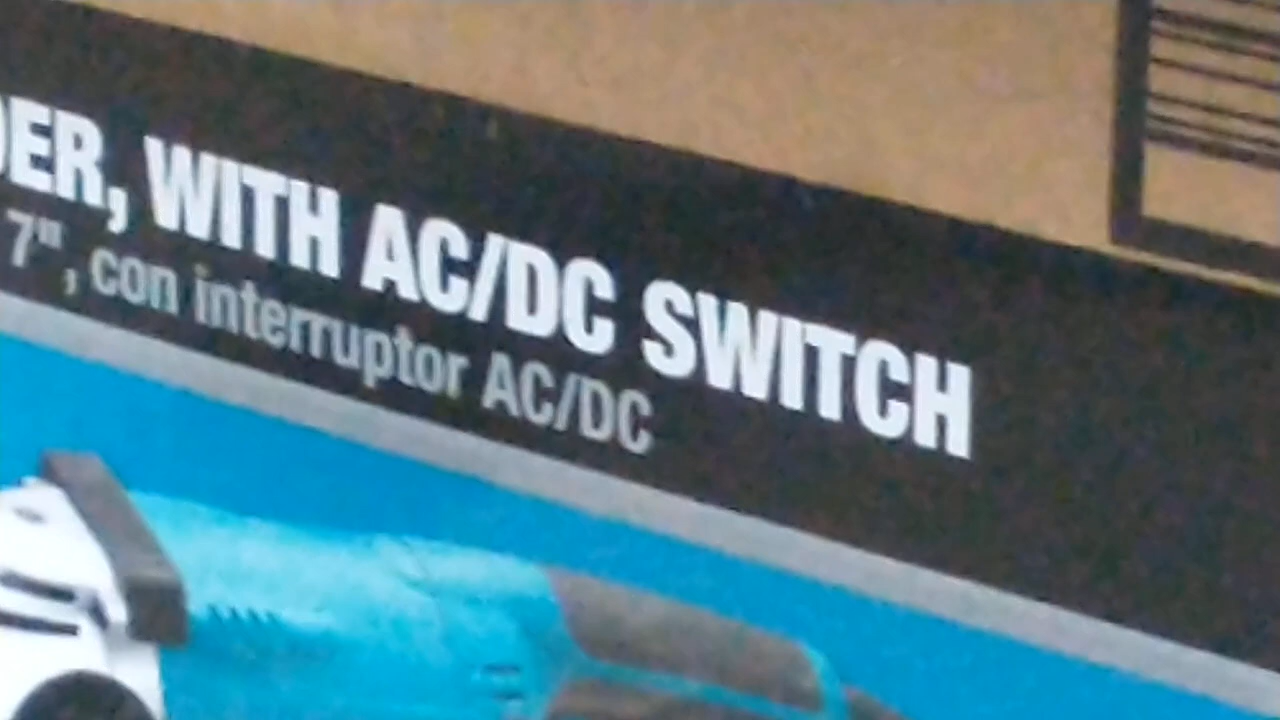 DER, WITH AC/DC SWITCH
7", con interruptor AC/DC